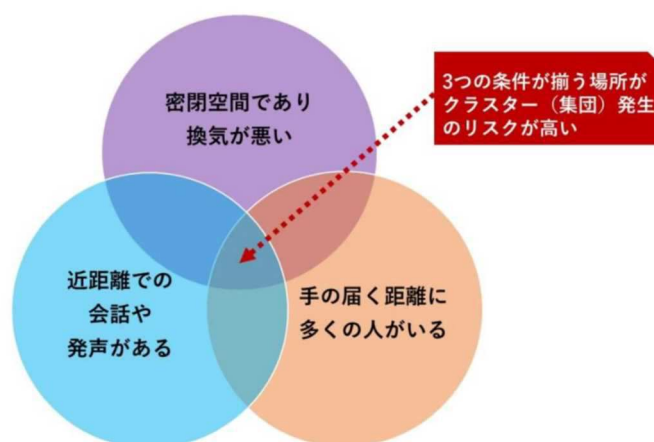 密閉空間であり
換気が悪い
3つの条件が揃う場所が
クラスター（集団）発生
のリスクが高い
近距離での
会話や
発声がある
手の届く距離に
多くの人がいる